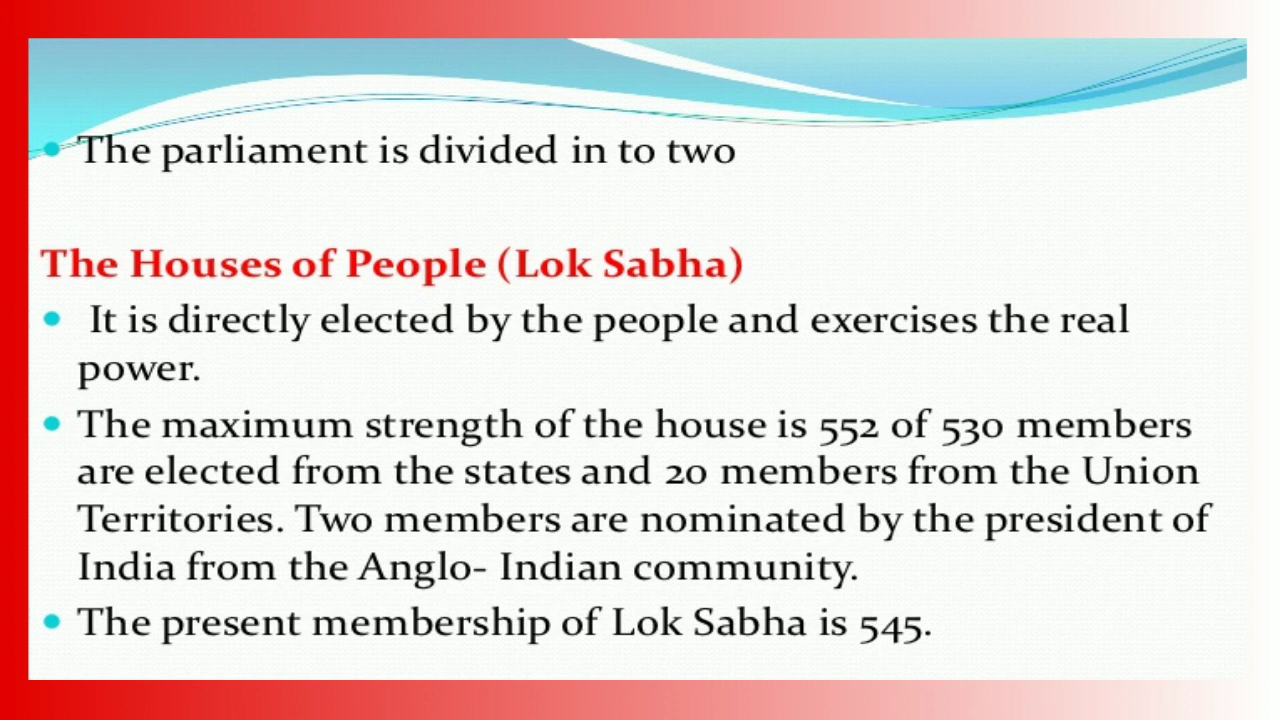 • The parliament is divided in to two
The Houses of People (Lok Sabha)
• It is directly elected by the people and exercises the real
power.
• The maximum strength of the house is 552 of 530 members
are elected from the states and 20 members from the Union
Territories. Two members are nominated by the president of
India from the Anglo- Indian community.
• The present membership of Lok Sabha is 545.